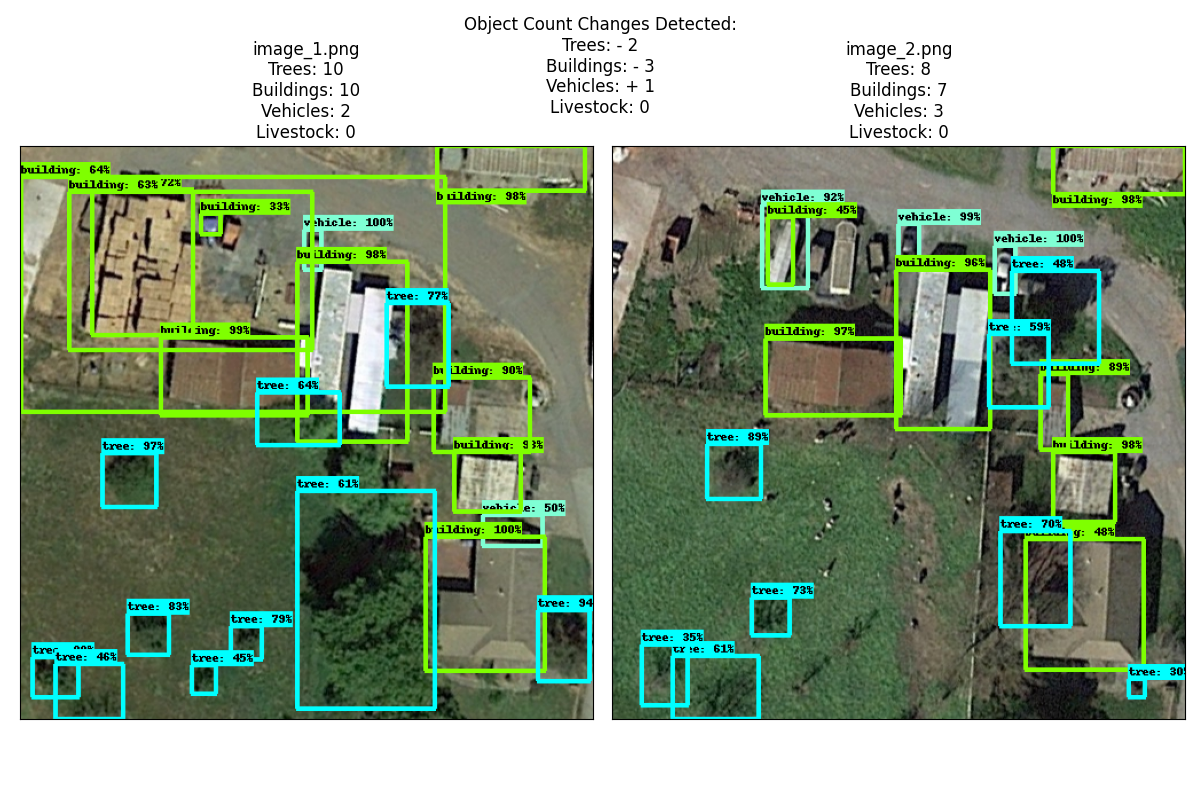 Object Count Changes Detected:
Trees: - 2
Buildings: - 3
Vehicles: + 1
Livestock: 0
image_1.png
Trees: 10
Buildings: 10
Vehicles: 2
Livestock: 0
image_2.png
Trees: 8
Buildings: 7
Vehicles: 3
Livestock: 0
building: 64%
building: 63%
72%
building: 98%
building: 33%
vehicle: 100%
building: 98%
tree: 77%
building: 99%
tree: 64%
building: 90%
tree: 97%
building: 93%
tree: 61%
vehicle: 50%
building: 100%
tree: 94
tree: 83%
tree: 79%
tree: 46%
tree: 45%
building: 98%
vehicle: 92%
building: 45%
vehicle: 99%
vehicle: 100%
building: 96%
tree: 48%
building: 97%
tree: 59%
building: 89%
tree: 89%
building: 98%
tree: 70%
building: 48%
tree: 73%
tree: 35%
tree: 61%
tree: 30